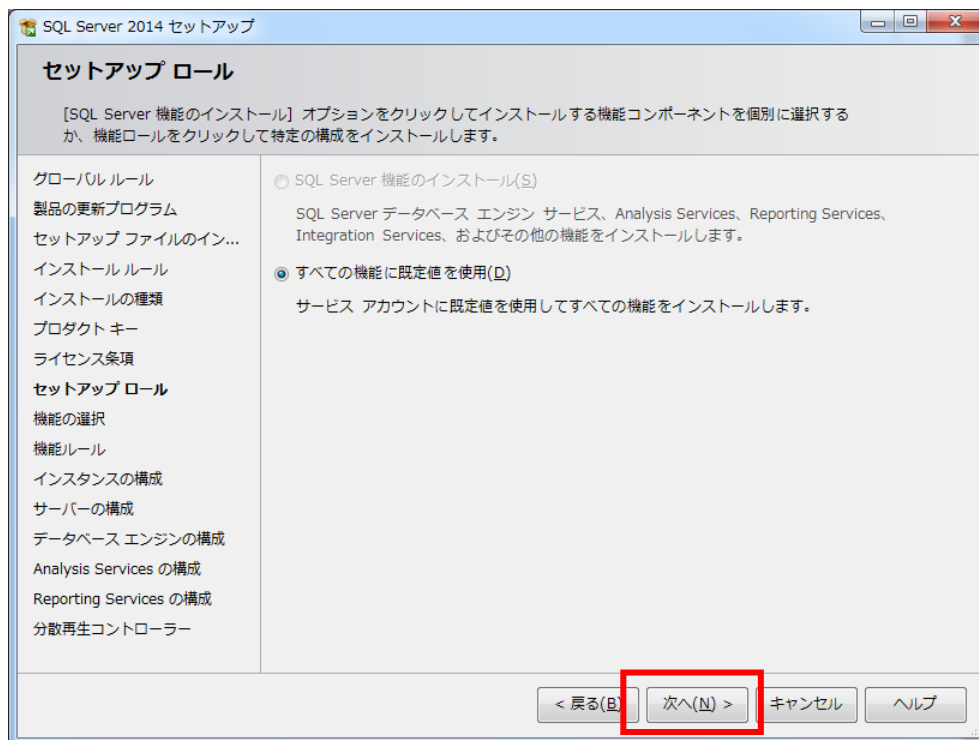 SQL Server 2014 セットアップ
セットアップ ロール
[SQL Server 機能のインストール] オプションをクリックしてインストールする機能コンポーネントを個別に選択する
か、機能ロールをクリックして特定の構成をインストールします。
グローバル ルール
製品の更新プログラム
セットアップ ファイルのイン...
インストール ルール
インストールの種類
プロダクト キー
ライセンス条項
セットアップ ロール
機能の選択
機能ルール
インスタンスの構成
サーバーの構成
データベース エンジンの構成
Analysis Services の構成
Reporting Services の構成
分散再生コントローラー
SQL Server 機能のインストール(S)
SQL Server データベース エンジン サービス、Analysis Services、Reporting Services、
Integration Services、およびその他の機能をインストールします。
すべての機能に既定値を使用(D)
サービス アカウントに既定値を使用してすべての機能をインストールします。
< 戻る(B)
次へ(N) >
キャンセル
ヘルプ